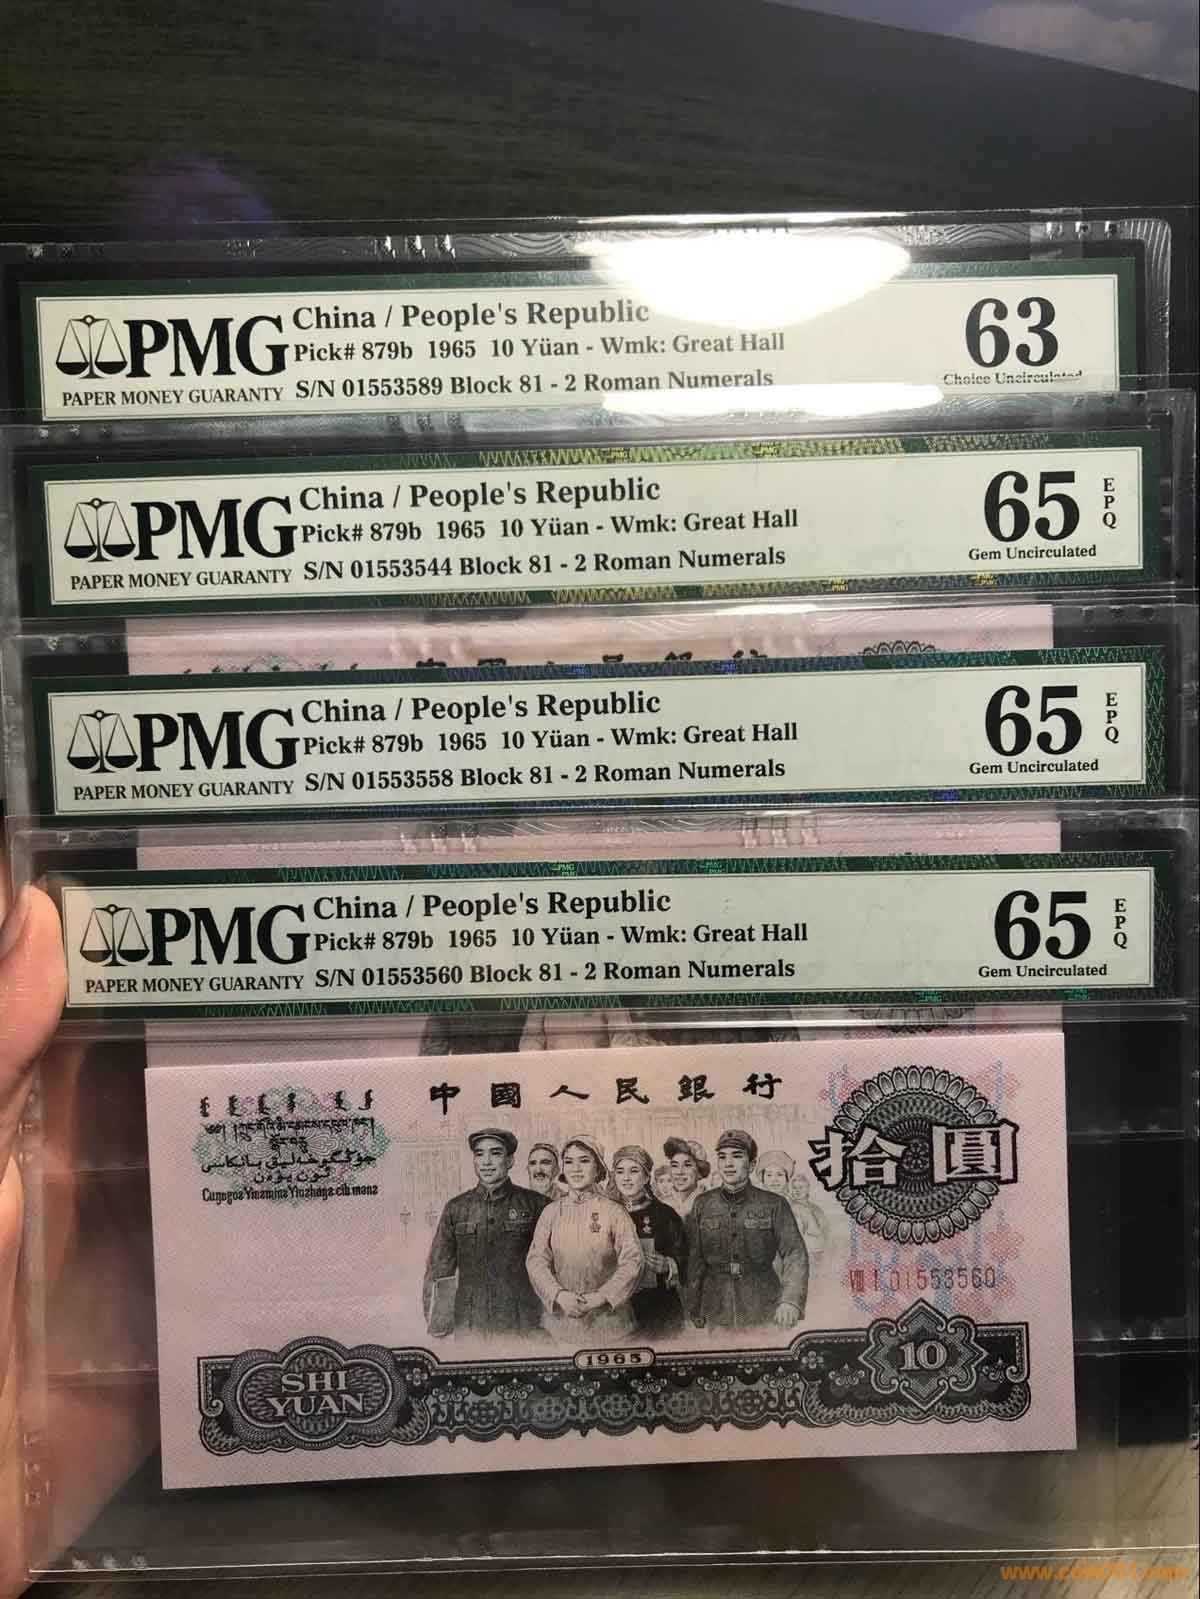 China / People's Republic
PMG
Pick# 879b 1965 10 Yüan - Wmk: Great Hall
PAPER MONEY GUARANTY
S/N 01553589 Block 81 - 2 Roman Numerals
63
Choice Uncirculated
China / People's Republic
PMG
Pick# 879b 1965 10 Yüan - Wmk: Great Hall
PAPER MONEY GUARANTY
S/N 01553544 Block 81 - 2 Roman Numerals
65 EPQ
Gem Uncirculated
China / People's Republic
PMG
Pick# 879b 1965 10 Yüan - Wmk: Great Hall
PAPER MONEY GUARANTY
S/N 01553558 Block 81 - 2 Roman Numerals
65 EPQ
Gem Uncirculated
China / People's Republic
PMG
Pick# 879b 1965 10 Yüan - Wmk: Great Hall
PAPER MONEY GUARANTY
S/N 01553560 Block 81 - 2 Roman Numerals
65 EPQ
Gem Uncirculated
中國人民銀行
拾圓
VIII I 01553560
1965
SHI
YUAN
10
www.coin001.com